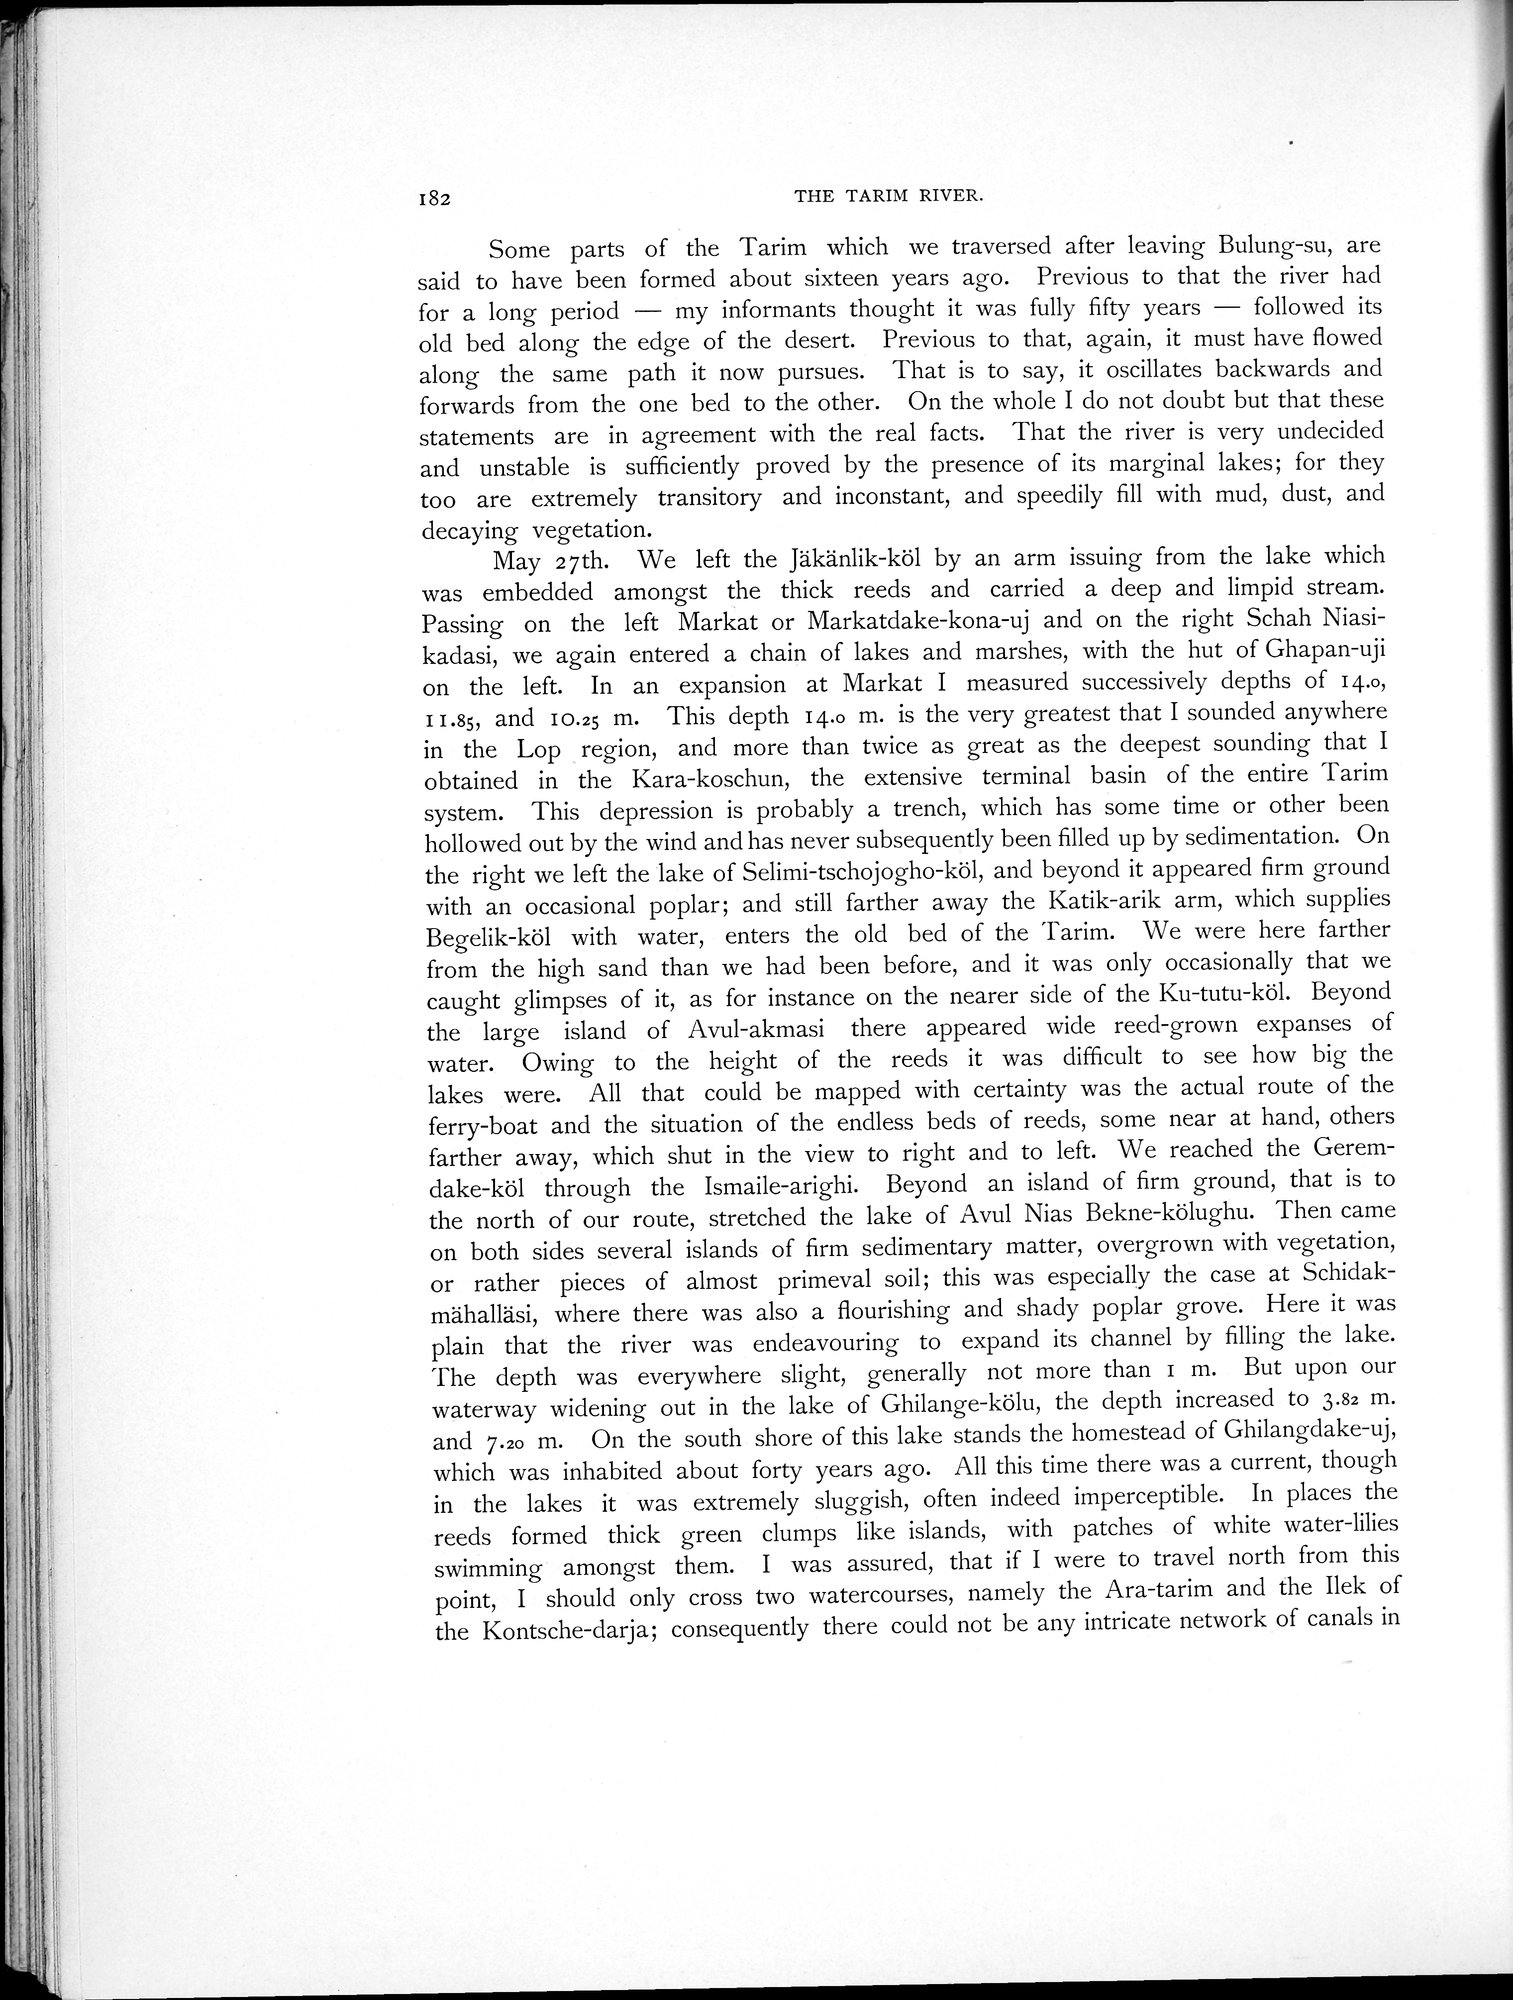 182
THE TARIM RIVER.
Some parts of the Tarim which we traversed after leaving Bulung-su, are
said to have been formed about sixteen years ago. Previous to that the river had
for a long period — my informants thought it was fully fifty years — followed its
old bed along the edge of the desert. Previous to that, again, it must have flowed
along the same path it now pursues. That is to say, it oscillates backwards and
forwards from the one bed to the other. On the whole I do not doubt but that these
statements are in agreement with the real facts. That the river is very undecided
and unstable is sufficiently proved by the presence of its marginal lakes; for they
too are extremely transitory and inconstant, and speedily fill with mud, dust, and
decaying vegetation.
May 27th. We left the Jäkänlik-köl by an arm issuing from the lake which
was embedded amongst the thick reeds and carried a deep and limpid stream.
Passing on the left Markat or Markatdake-kona-uj and on the right Schah Niasi-
kadasi, we again entered a chain of lakes and marshes, with the hut of Ghapan-uji
on the left. In an expansion at Markat I measured successively depths of 14.0,
11.85, and 10.25 m. This depth 14.0 m. is the very greatest that I sounded anywhere
in the Lop region, and more than twice as great as the deepest sounding that I
obtained in the Kara-koschun, the extensive terminal basin of the entire Tarim
system. This depression is probably a trench, which has some time or other been
hollowed out by the wind and has never subsequently been filled up by sedimentation. On
the right we left the lake of Selimi-tschojogho-köl, and beyond it appeared firm ground
with an occasional poplar; and still farther away the Katik-arik arm, which supplies
Begelik-köl with water, enters the old bed of the Tarim. We were here farther
from the high sand than we had been before, and it was only occasionally that we
caught glimpses of it, as for instance on the nearer side of the Ku-tutu-köl. Beyond
the large island of Avul-akmasi there appeared wide reed-grown expanses of
water. Owing to the height of the reeds it was difficult to see how big the
lakes were. All that could be mapped with certainty was the actual route of the
ferry-boat and the situation of the endless beds of reeds, some near at hand, others
farther away, which shut in the view to right and to left. We reached the Gerem-
dake-köl through the Ismaile-arighi. Beyond an island of firm ground, that is to
the north of our route, stretched the lake of Avul Nias Bekne-kölughu. Then came
on both sides several islands of firm sedimentary matter, overgrown with vegetation,
or rather pieces of almost primeval soil; this was especially the case at Schidak-
mähalläsi, where there was also a flourishing and shady poplar grove. Here it was
plain that the river was endeavouring to expand its channel by filling the lake.
The depth was everywhere slight, generally not more than 1 m. But upon our
waterway widening out in the lake of Ghilange-kölu, the depth increased to 3.82 m.
and 7.20 m. On the south shore of this lake stands the homestead of Ghilangdake-uj,
which was inhabited about forty years ago. All this time there was a current, though
in the lakes it was extremely sluggish, often indeed imperceptible. In places the
reeds formed thick green clumps like islands, with patches of white water-lilies
swimming amongst them. I was assured, that if I were to travel north from this
point, I should only cross two watercourses, namely the Ara-tarim and the Ilek of
the Kontsche-darja; consequently there could not be any intricate network of canals in